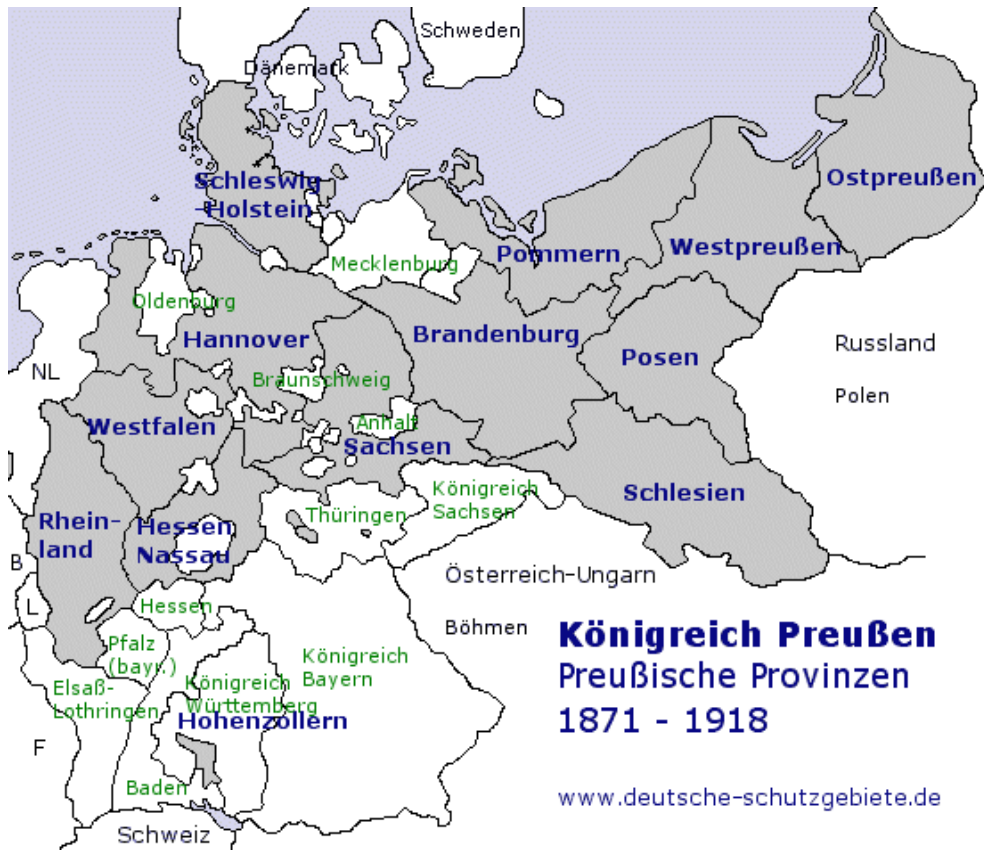 Schweden
Dänemark
Ostpreußen
Schleswig
-Holstein
Westpreußen
Pommern
Mecklenburg
Oldenburg
Hannover
Brandenburg
Russland
Posen
NL
Braunschweig
Polen
Westfalen
Anhalt
Sachsen
Königreich
Sachsen
Schlesien
Thüringen
Rhein-
land
Hessen
Nassau
B
Österreich-Ungarn
L
Hessen
Böhmen
Königreich Preußen
Pfalz
(bayr.)
Königreich
Bayern
Preußische Provinzen
Elsaß-
Lothringen
Königreich
Württemberg
Hohenzollern
1871 - 1918
F
Baden
www.deutsche-schutzgebiete.de
Schweiz